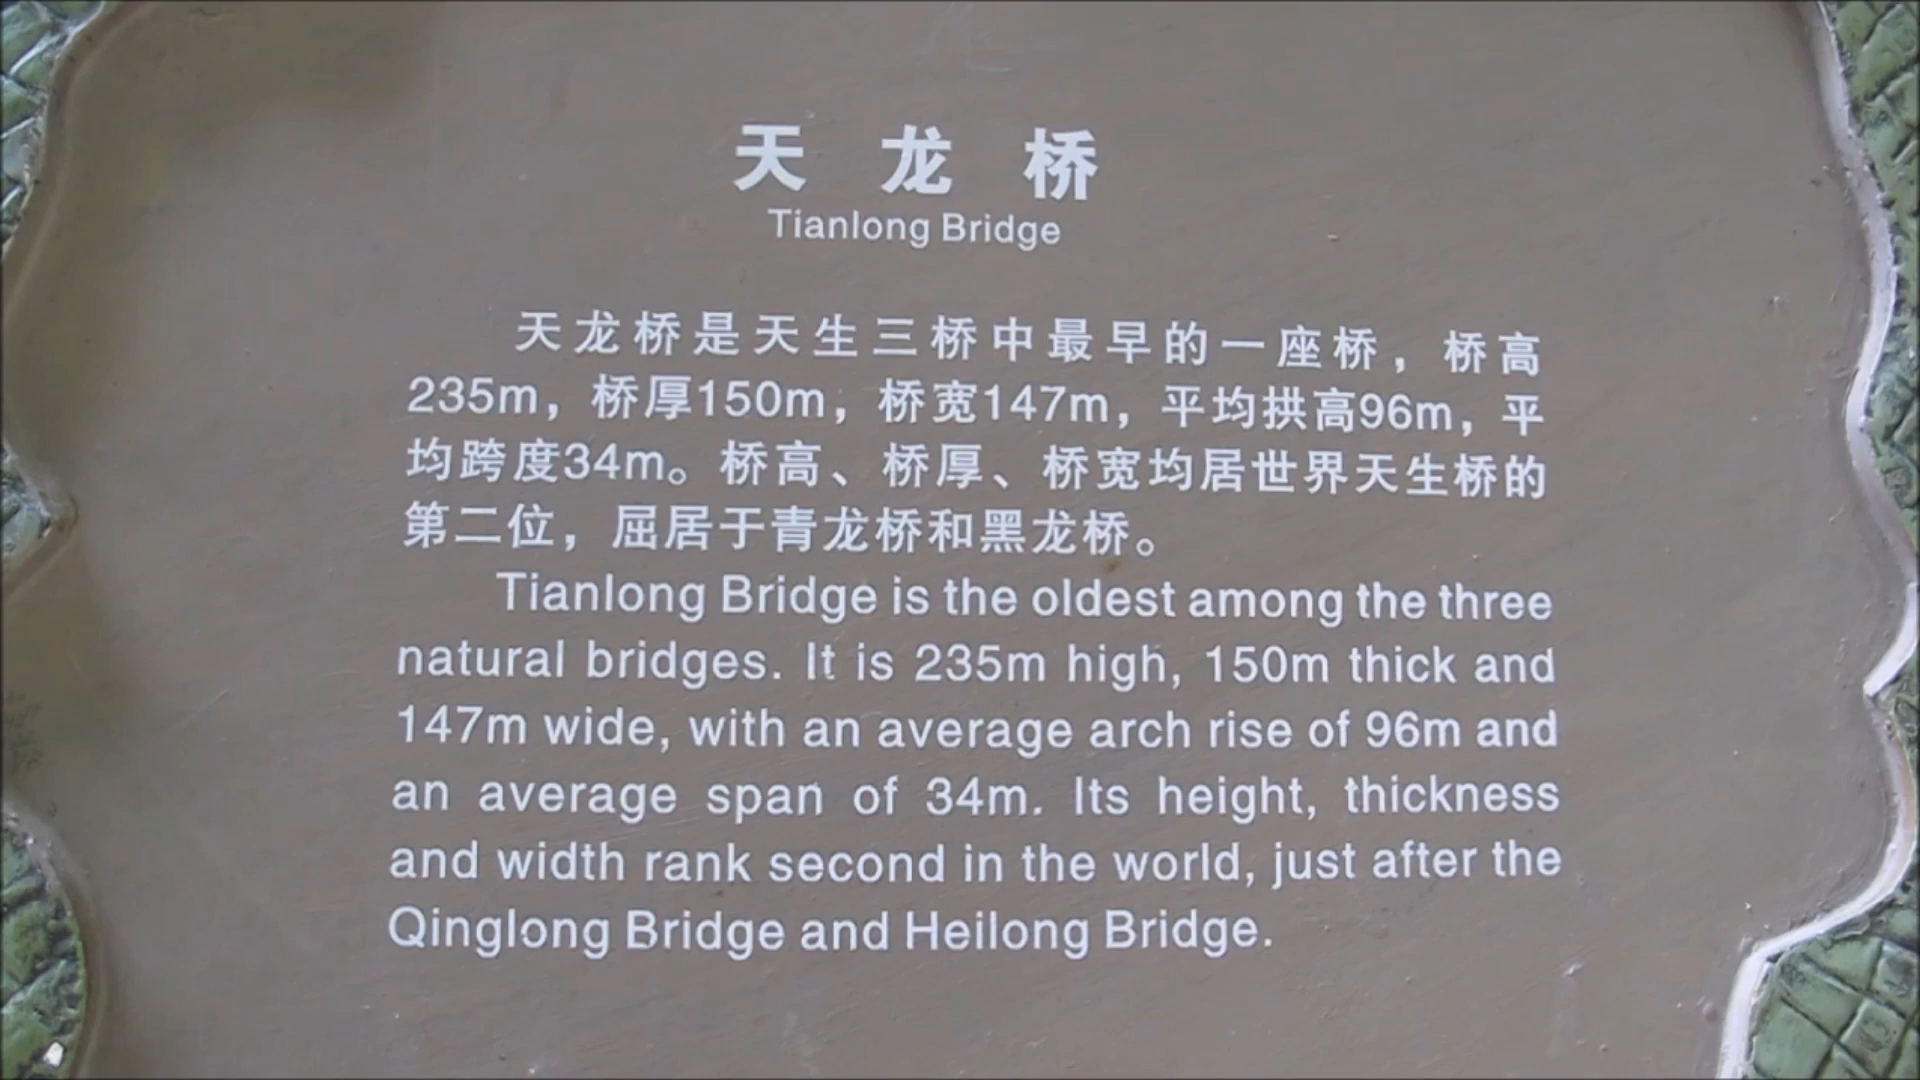 天龙桥
Tianlong Bridge
天龙桥是天生三桥中最早的一座桥，桥高
235m，桥厚150m，桥宽147m，平均拱高96m，平
均跨度34m。桥高、桥厚、桥宽均居世界天生桥的
第二位，屈居于青龙桥和黑龙桥。
Tianlong Bridge is the oldest among the three
natural bridges. It is 235m high, 150m thick and
147m wide, with an average arch rise of 96m and
an average span of 34m. Its height, thickness
and width rank second in the world, just after the
Qinglong Bridge and Heilong Bridge.